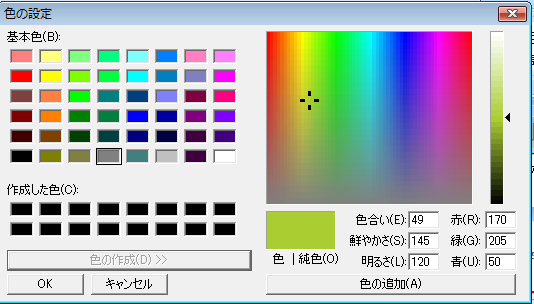 色の設定
基本色(B):
作成した色(C):
色の作成(D) >>
OK キャンセル
色 | 純色(O)
色合い(E): 49 赤(R): 170
鮮やかさ(S): 145 緑(G): 205
明るさ(L): 120 青(U): 50
色の追加(A)